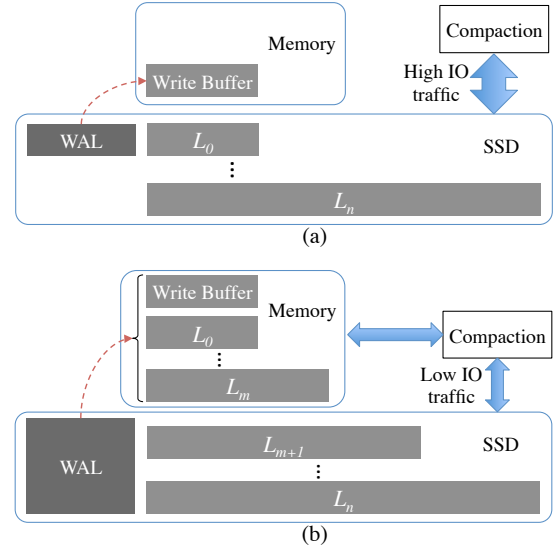 Compaction
Memory
Write Buffer
High IO
traffic
WAL
L0
SSD
Ln
(a)
Write Buffer
Memory
L0
Compaction
Lm
Low IO
traffic
WAL
Lm+1
SSD
Ln
(b)